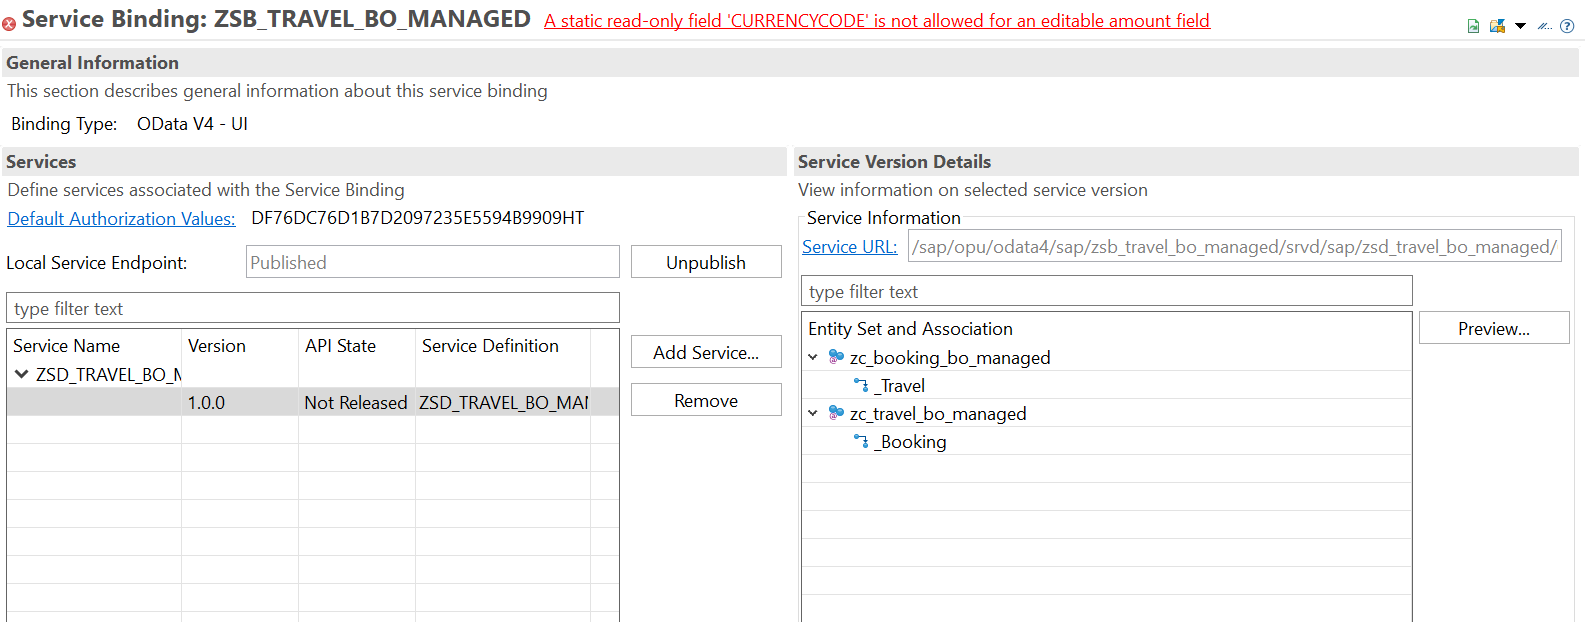 Service Binding: ZSB_TRAVEL_BO_MANAGED A static read-only field 'CURRENCYCODE' is not allowed for an editable amount field
General Information
This section describes general information about this service binding
Binding Type: OData V4 - UI
Services
Define services associated with the Service Binding
Default Authorization Values: DF76DC76D1B7D2097235E5594B9909HT
Local Service Endpoint: Published Unpublish
type filter text
Service Name Version API State Service Definition
ZSD_TRAVEL_BO_M
1.0.0 Not Released ZSD_TRAVEL_BO_MAN
Add Service...
Remove
Service Version Details
View information on selected service version
Service Information
Service URL: /sap/opu/odata4/sap/zsb_travel_bo_managed/srvd/sap/zsd_travel_bo_managed/
type filter text
Entity Set and Association
Preview...
zc_booking_bo_managed
_Travel
zc_travel_bo_managed
_Booking